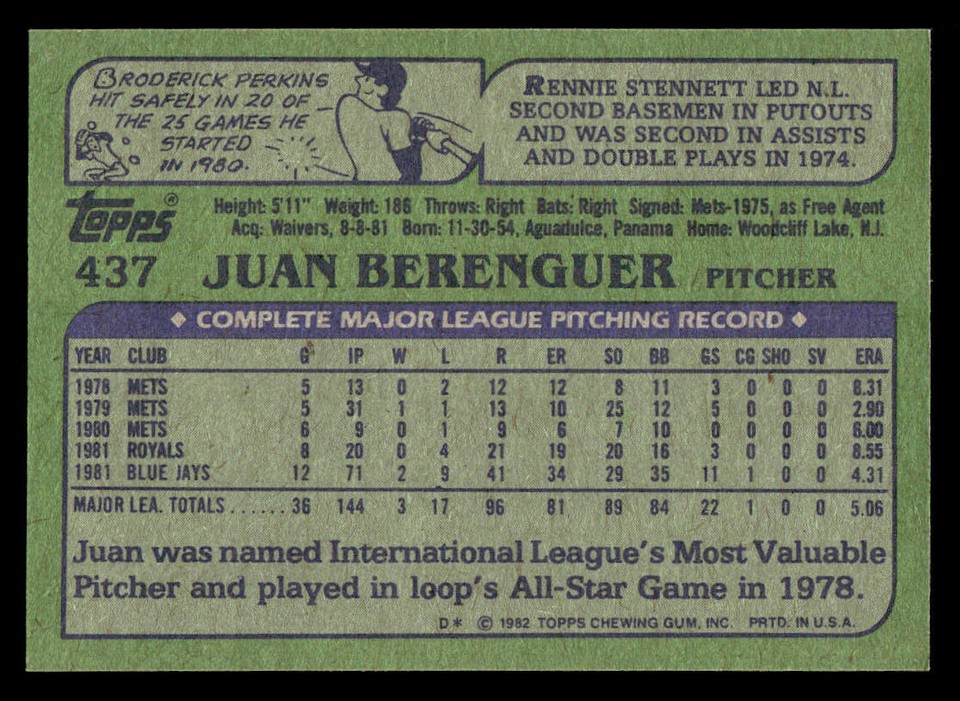 BRODERICK PERKINS
HIT SAFELY IN 20 OF
THE 25 GAMES HE
STARTED
IN 1980.
RENNIE STENNETT LED N.L.
SECOND BASEMEN IN PUTOUTS
AND WAS SECOND IN ASSISTS
AND DOUBLE PLAYS IN 1974.
Topps®
Height: 5'11" Weight: 186 Throws: Right Bats: Right Signed: Mets-1975, as Free Agent
Acq: Waivers, 8-8-81 Born: 11-30-54, Aguadulce, Panama Home: Woodcliff Lake, N.J.
437 JUAN BERENGUER PITCHER
◆ COMPLETE MAJOR LEAGUE PITCHING RECORD ◆
YEAR CLUB G IP W L R ER SO BB GS CG SHO SV ERA
1978 METS 5 13 0 2 12 12 8 11 3 0 0 0 8.31
1979 METS 5 31 1 1 13 10 25 12 5 0 0 0 2.90
1980 METS 6 9 0 1 9 6 7 10 0 0 0 0 6.00
1981 ROYALS 8 20 0 4 21 19 20 16 3 0 0 0 8.55
1981 BLUE JAYS 12 71 2 9 41 34 29 35 11 1 0 0 4.31
MAJOR LEA. TOTALS......36 144 3 17 96 81 89 84 22 1 0 0 5.06
Juan was named International League's Most Valuable
Pitcher and played in loop's All-Star Game in 1978.
D* © 1982 TOPPS CHEWING GUM, INC. PRTD. IN U.S.A.